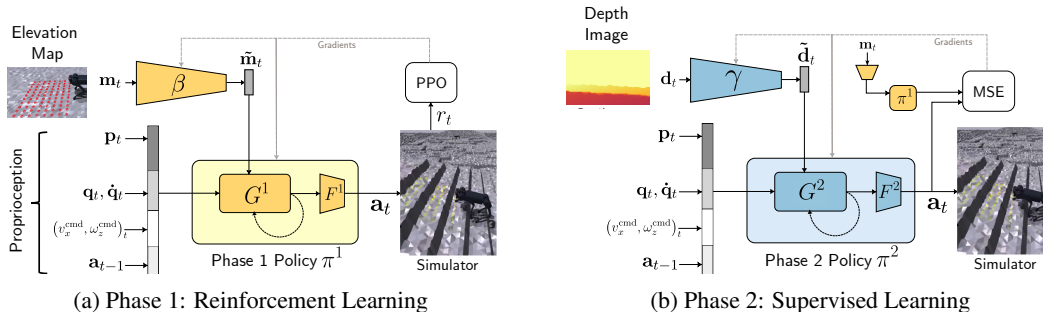 Elevation
Map
Gradients
m_t
β
m̃_t
PPO
r_t
Proprioception
p_t
q_t, q̇_t
(v_x^cmd, ω_z^cmd)_t
a_{t−1}
G^1
F^1
a_t
Phase 1 Policy π^1
Simulator
(a) Phase 1: Reinforcement Learning
Depth
Image
Gradients
d_t
γ
d̃_t
m_t
π^1
MSE
p_t
q_t, q̇_t
(v_x^cmd, ω_z^cmd)_t
a_{t−1}
G^2
F^2
a_t
Phase 2 Policy π^2
Simulator
(b) Phase 2: Supervised Learning